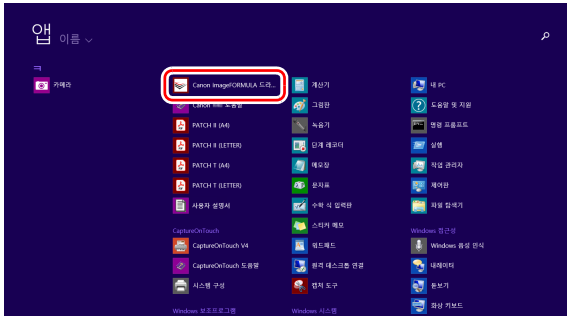 앱 이름
ㅋ
카메라
Canon imageFORMULA 드라...
PATCH II (A4)
PATCH II (LETTER)
PATCH T (A4)
PATCH T (LETTER)
사용자 설명서
CaptureOnTouch
CaptureOnTouch V4
CaptureOnTouch 도움말
시스템 구성
Windows 보조프로그램
계산기
그림판
녹음기
단계 레코더
메모장
문자표
수학 식 입력판
스티커 메모
워드패드
원격 데스크톱 연결
캡처 도구
Windows 시스템
내 PC
도움말 및 지원
명령 프롬프트
실행
작업 관리자
제어판
파일 탐색기
Windows 접근성
Windows 음성 인식
내레이터
돋보기
화상 키보드